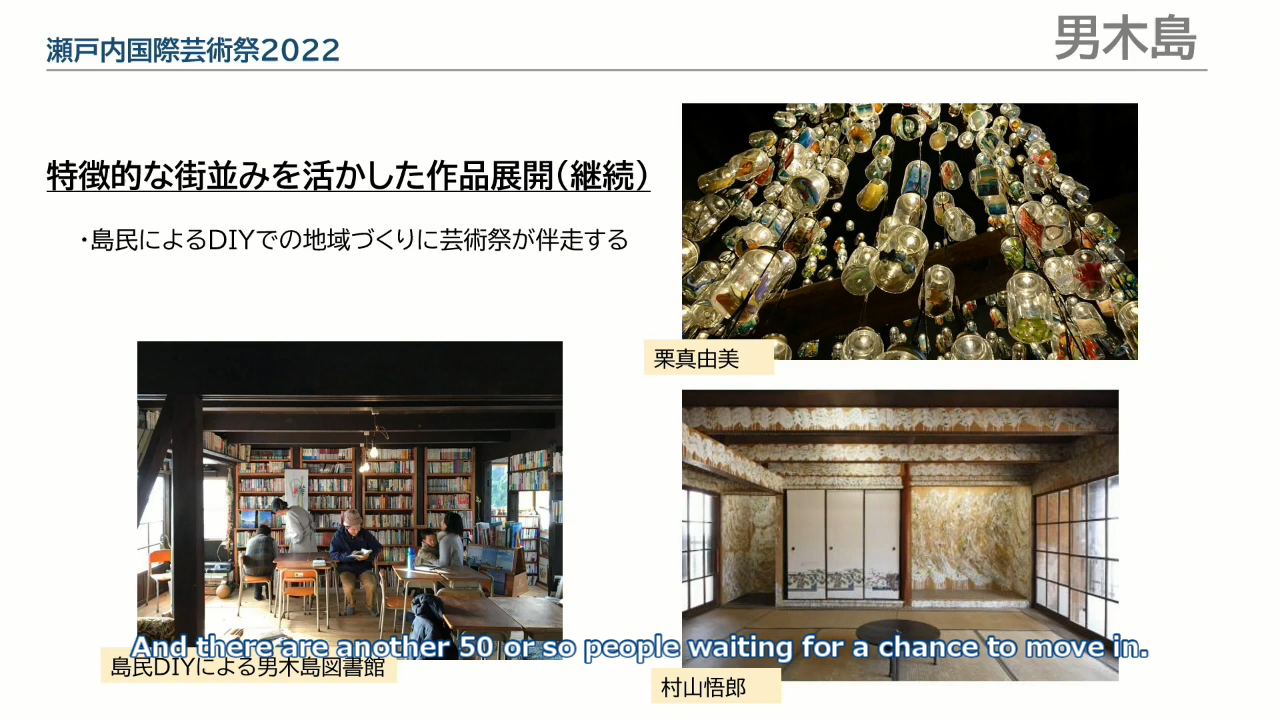 瀬戸内国際芸術祭2022
男木島
特徴的な街並みを活かした作品展開(継続)
・島民によるDIYでの地域づくりに芸術祭が伴走する
栗真由美
And there are another 50 or so people waiting for a chance to move in.
島民DIYによる男木島図書館
村山悟郎